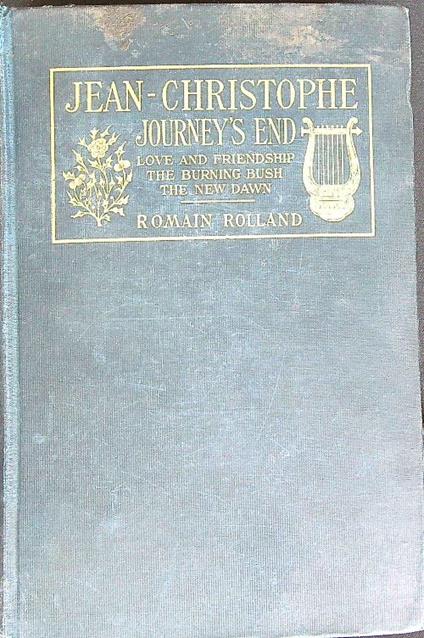 JEAN-CHRISTOPHE
JOURNEY'S END
LOVE AND FRIENDSHIP
THE BURNING BUSH
THE NEW DAWN
ROMAIN ROLLAND